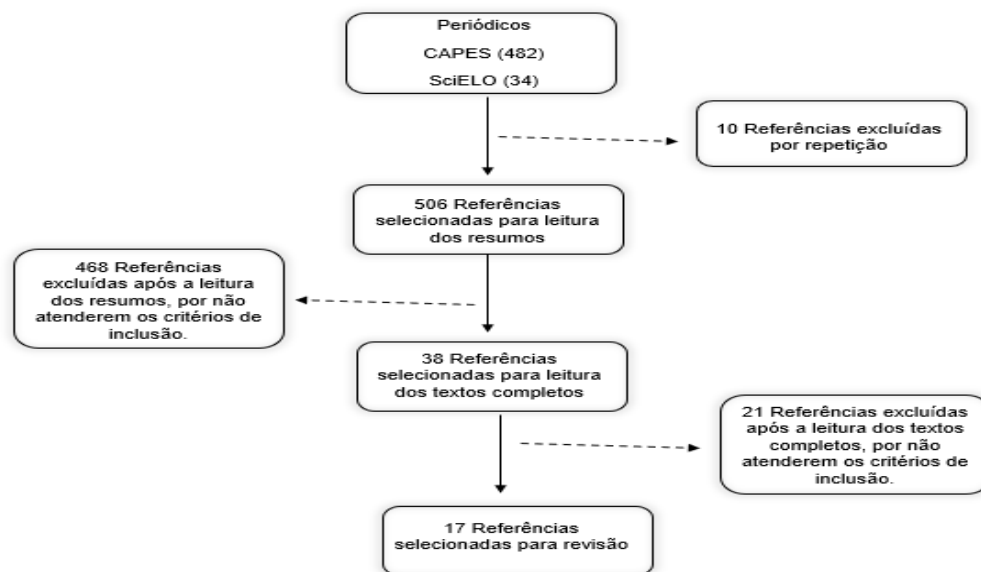 Periódicos
CAPES (482)
SciELO (34)
10 Referências excluídas
por repetição
506 Referências
selecionadas para leitura
dos resumos
468 Referências
excluídas após a leitura
dos resumos, por não
atenderem os critérios de
inclusão.
38 Referências
selecionadas para leitura
dos textos completos
21 Referências excluídas
após a leitura dos textos
completos, por não
atenderem os critérios de
inclusão.
17 Referências
selecionadas para revisão